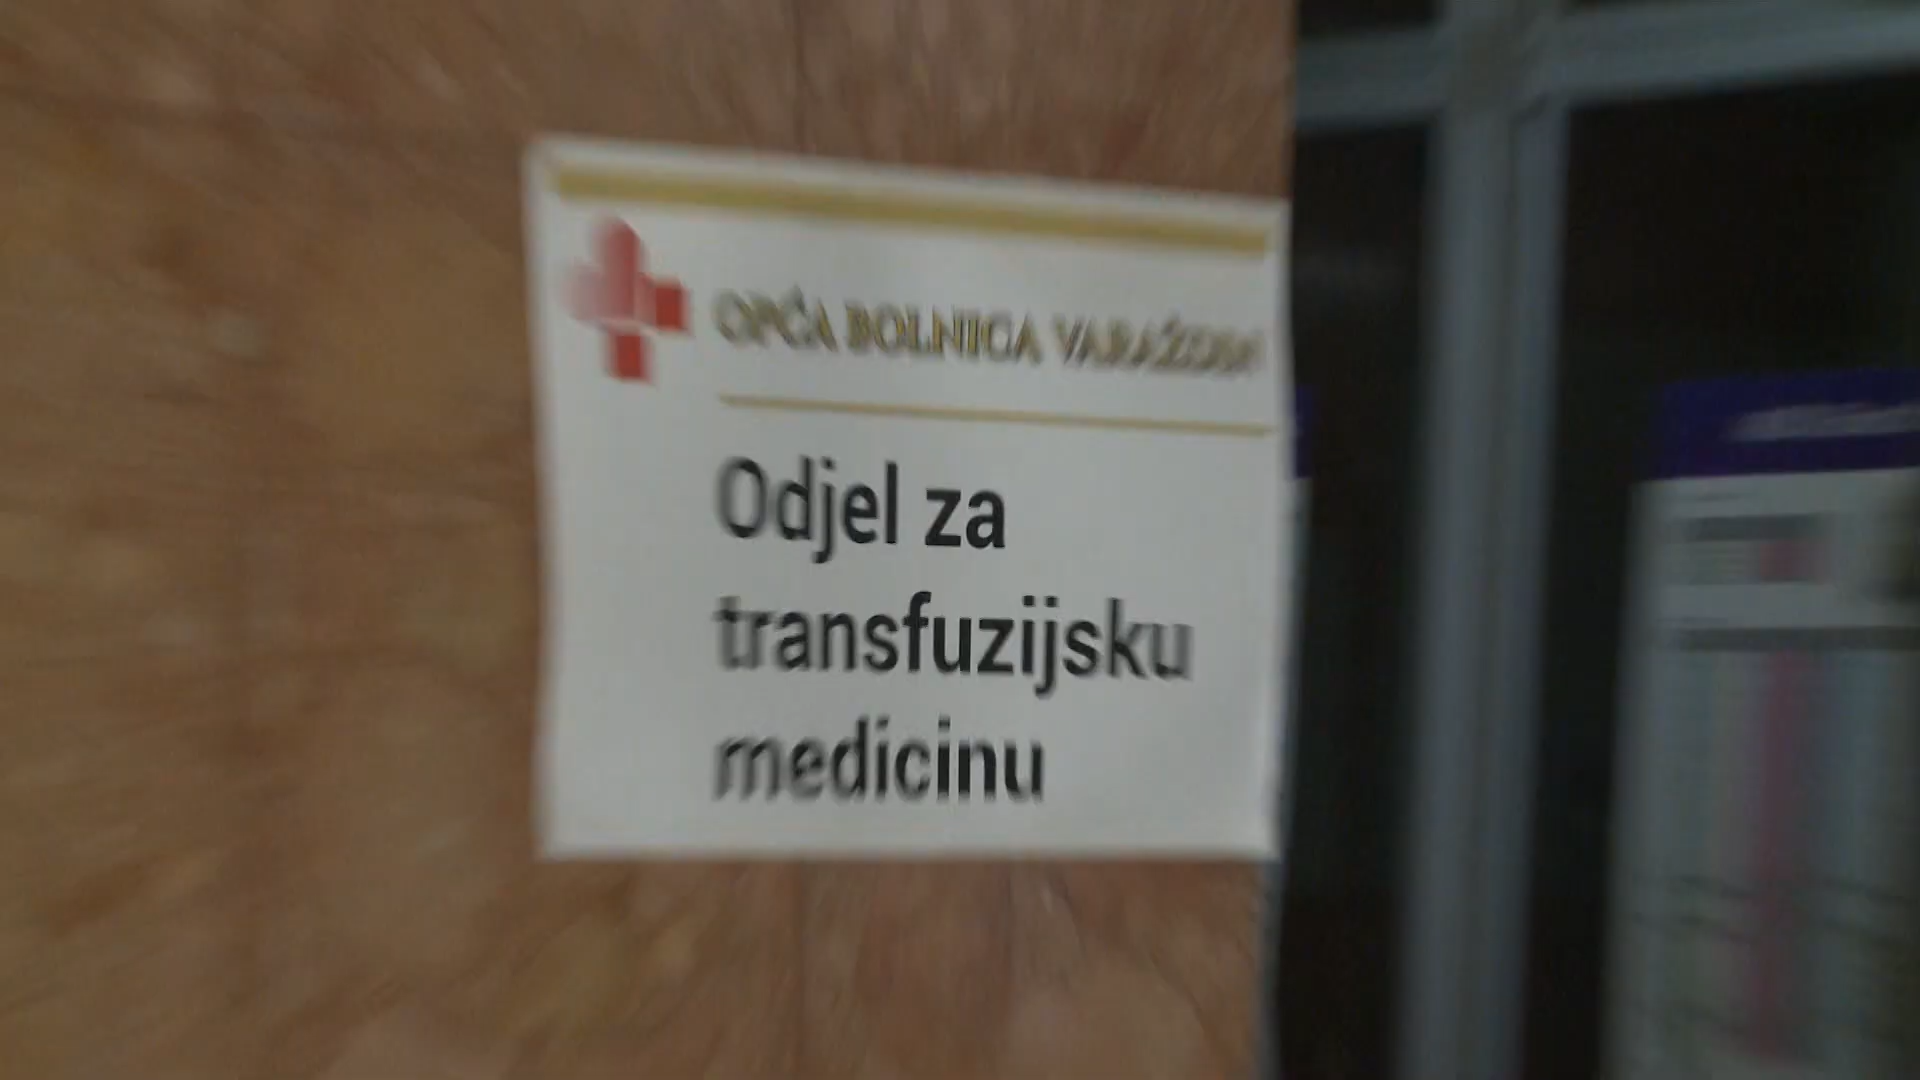 OPĆA BOLNICA VARAŽDIN
Odjel za
transfuzijsku
medicinu